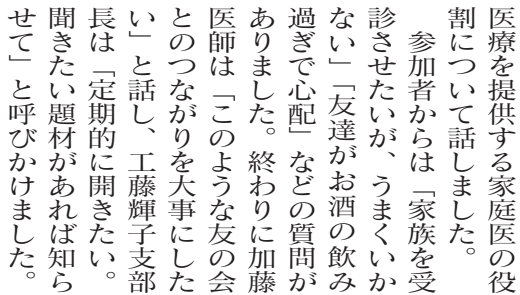 医療を提供する家庭医の役
割について話しました。
　参加者からは「家族を受
診させたいが、うまくいか
ない」「友達がお酒の飲み
過ぎで心配」などの質問が
ありました。終わりに加藤
医師は「このような友の会
とのつながりを大事にした
い」と話し、工藤輝子支部
長は「定期的に開きたい。
聞きたい題材があれば知ら
せて」と呼びかけました。